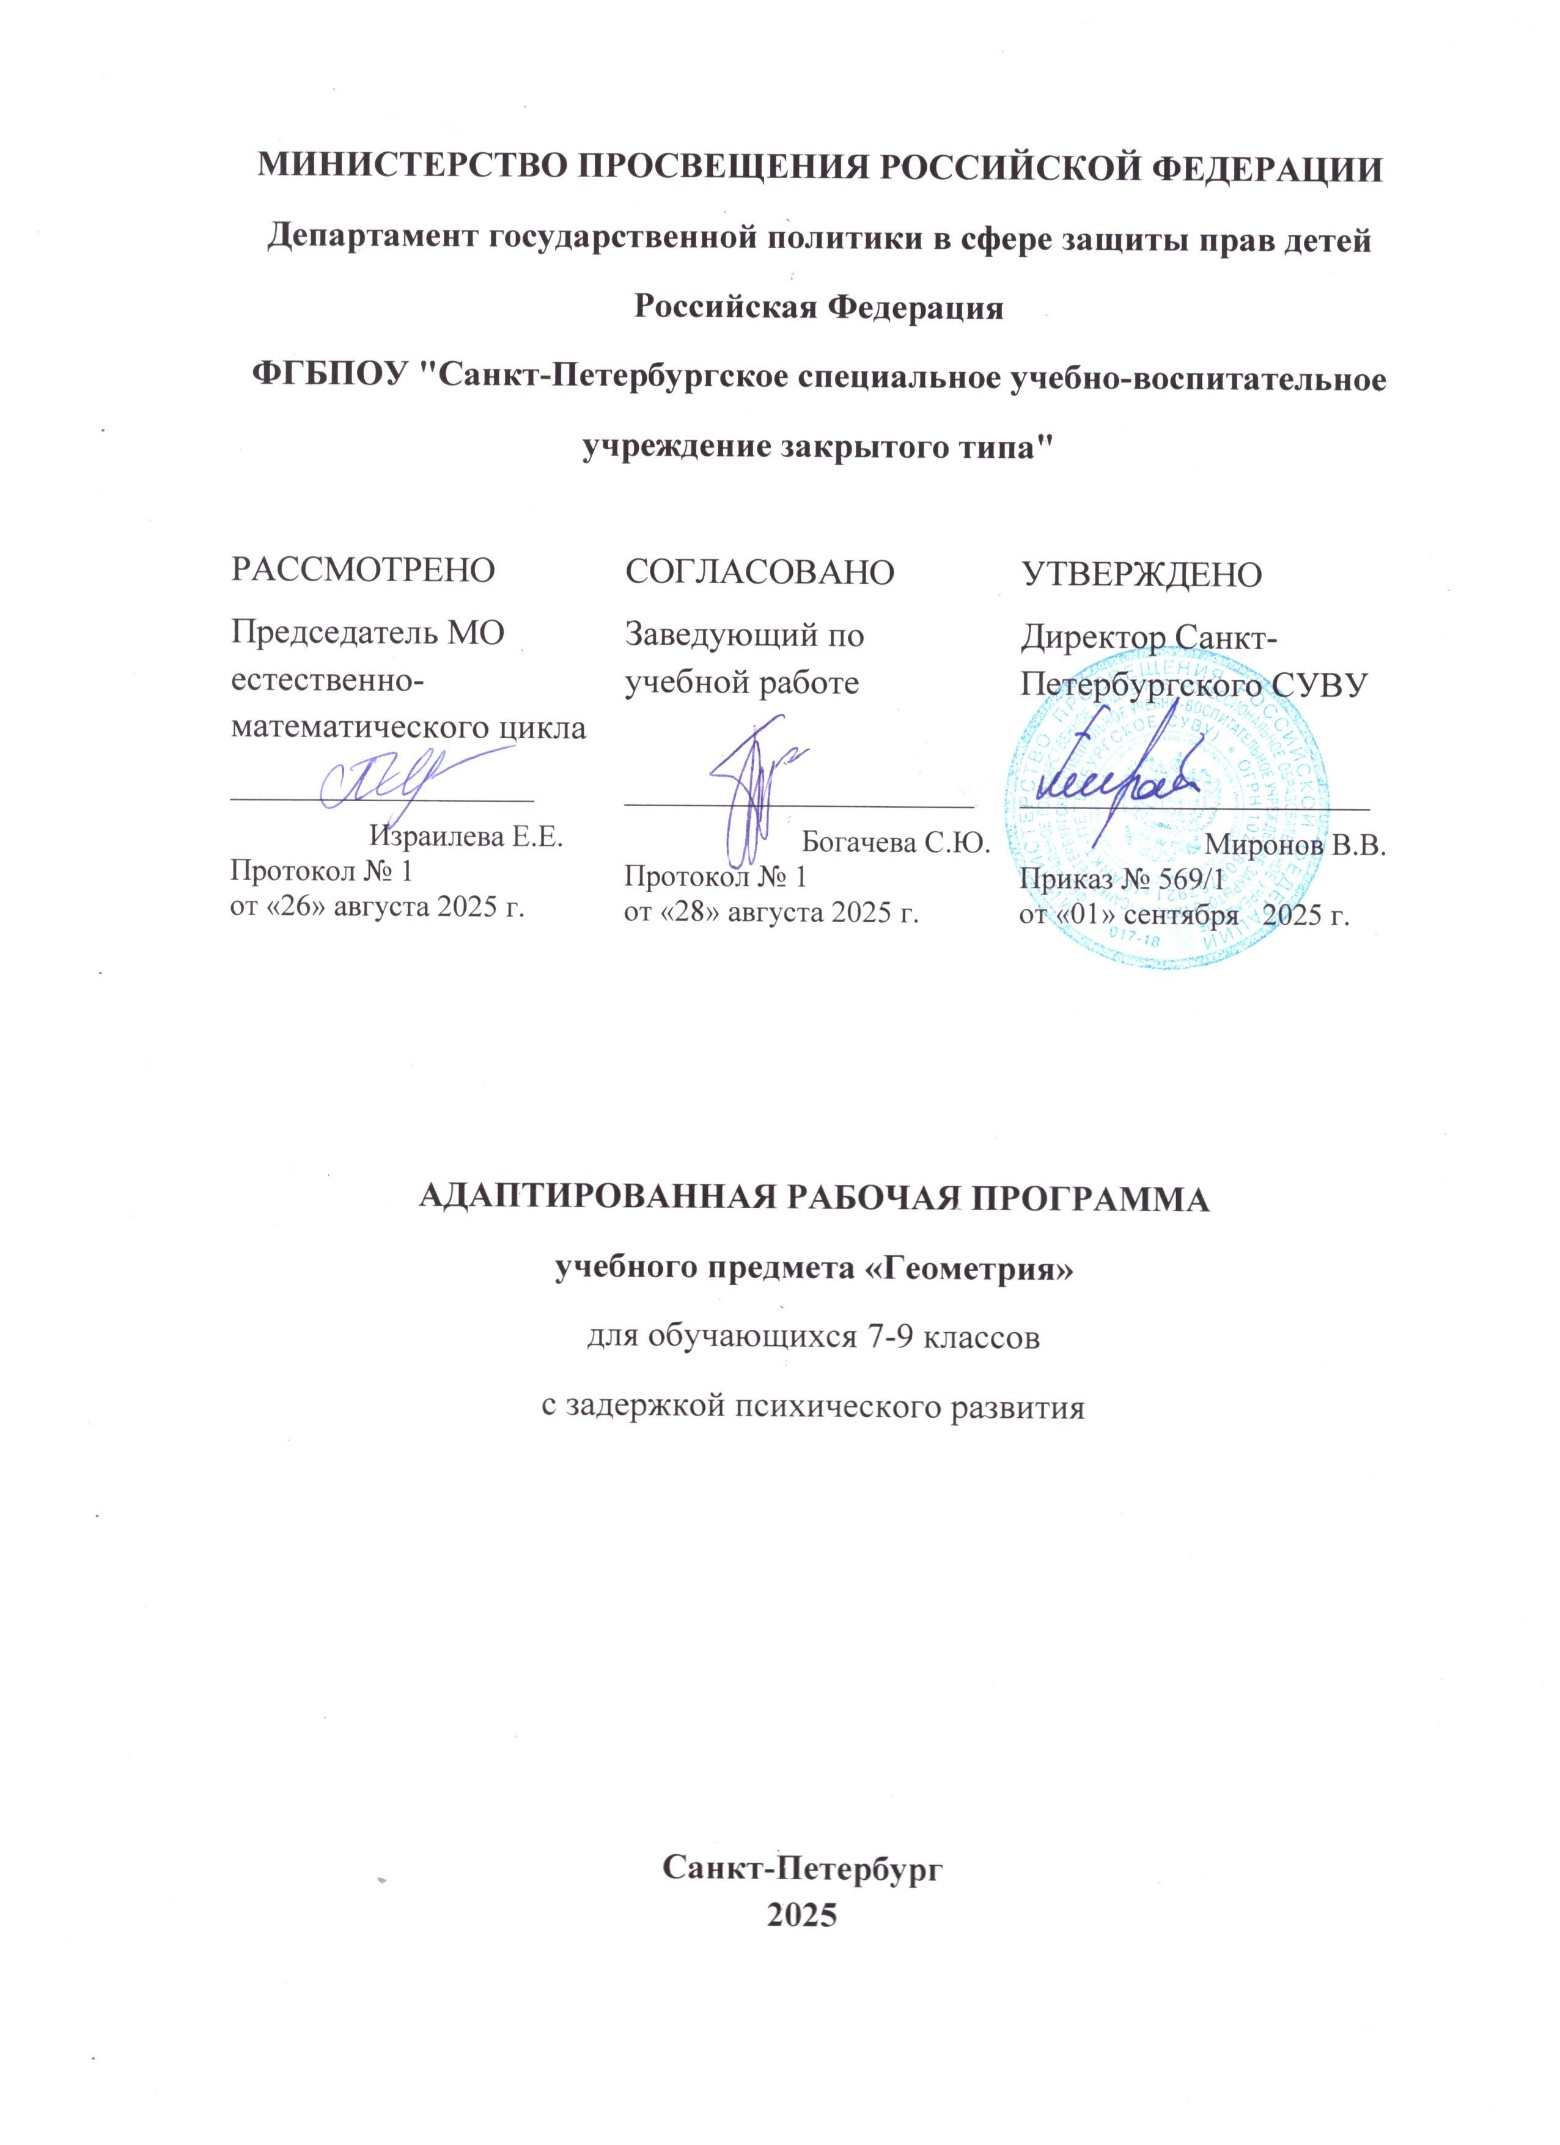 МИНИСТЕРСТВО ПРОСВЕЩЕНИЯ РОССИЙСКОЙ ФЕДЕРАЦИИ
Департамент государственной политики в сфере защиты прав детей
Российская Федерация
ФГБПОУ "Санкт-Петербургское специальное учебно-воспитательное
учреждение закрытого типа"
РАССМОТРЕНО
Председатель МО
естественно-
математического цикла
Израилева Е.Е.
Протокол № 1
от «26» августа 2025 г.
СОГЛАСОВАНО
Заведующий по
учебной работе
Богачева С.Ю.
Протокол № 1
от «28» августа 2025 г.
УТВЕРЖДЕНО
Директор Санкт-
Петербургского СУВУ
Миронов В.В.
Приказ № 569/1
от «01» сентября 2025 г.
017-18
АДАПТИРОВАННАЯ РАБОЧАЯ ПРОГРАММА
учебного предмета «Геометрия»
для обучающихся 7-9 классов
с задержкой психического развития
Санкт-Петербург
2025